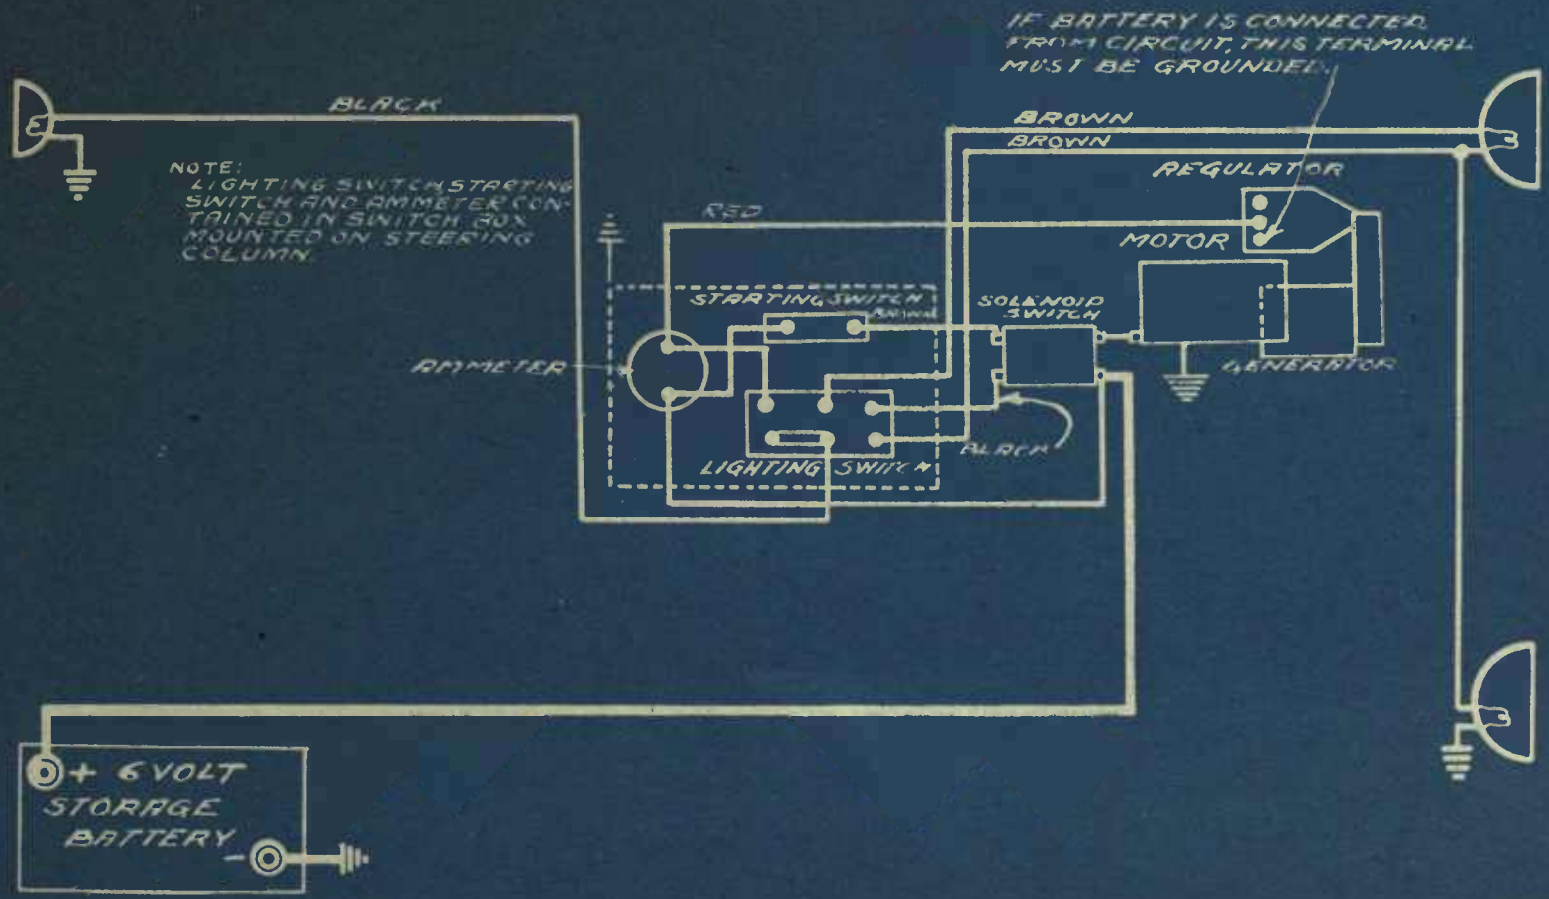 IF BATTERY IS CONNECTED
FROM CIRCUIT, THIS TERMINAL
MUST BE GROUNDED.
BLACK
BROWN
BROWN
NOTE:
LIGHTING SWITCH STARTING
SWITCH AND AMMETER CON-
TAINED IN SWITCH BOX
MOUNTED ON STEERING
COLUMN.
REGULATOR
RED
MOTOR
STARTING SWITCH
BROWN
SOLENOID
SWITCH
AMMETER
GENERATOR
BLACK
LIGHTING SWITCH
+ 6 VOLT
STORAGE
BATTERY
-